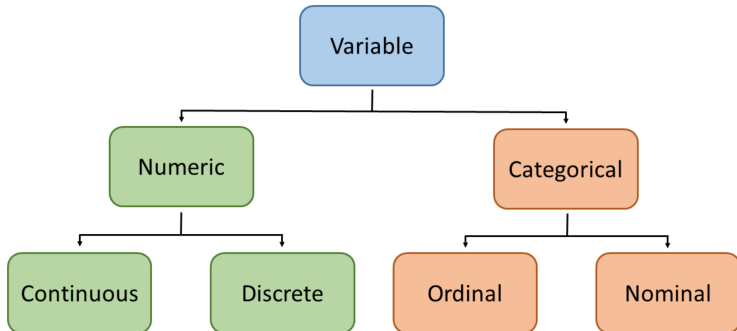 Variable
Numeric
Categorical
Continuous
Discrete
Ordinal
Nominal